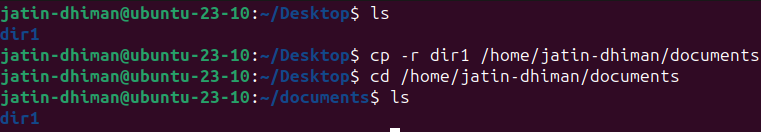 jatin-dhiman@ubuntu-23-10:~/Desktop$ ls
dir1
jatin-dhiman@ubuntu-23-10:~/Desktop$ cp -r dir1 /home/jatin-dhiman/documents
jatin-dhiman@ubuntu-23-10:~/Desktop$ cd /home/jatin-dhiman/documents
jatin-dhiman@ubuntu-23-10:~/documents$ ls
dir1